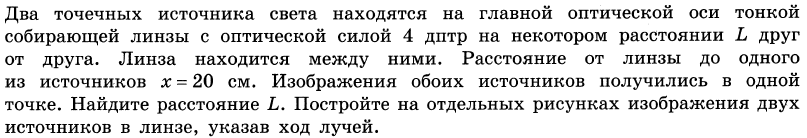 Два точечных источника света находятся на главной оптической оси тонкой
собирающей линзы с оптической силой 4 дптр на некотором расстоянии L друг
от друга. Линза находится между ними. Расстояние от линзы до одного
из источников x = 20 см. Изображения обоих источников получились в одной
точке. Найдите расстояние L. Постройте на отдельных рисунках изображения двух
источников в линзе, указав ход лучей.